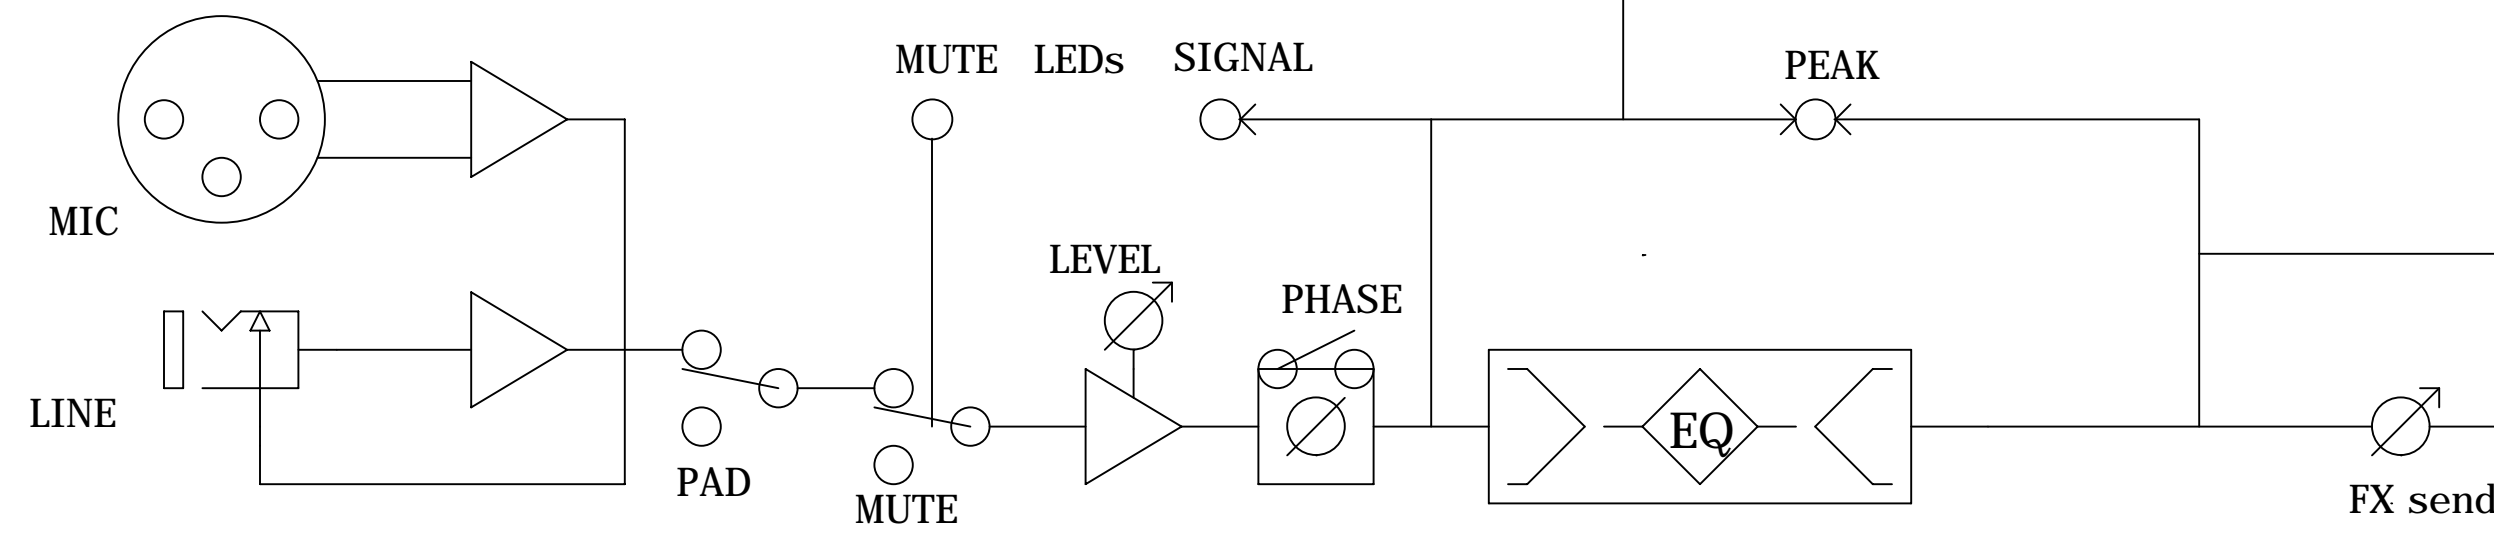 MUTE LEDs SIGNAL
PEAK
MIC
LEVEL
PHASE
LINE
EQ
PAD
MUTE
FX send